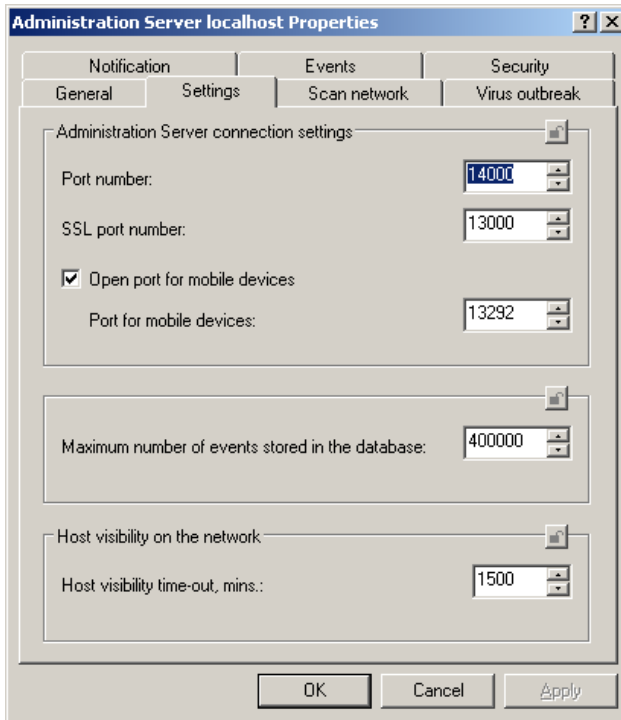 Administration Server localhost Properties
Notification Events Security
General Settings Scan network Virus outbreak
Administration Server connection settings
Port number: 14000
SSL port number: 13000
Open port for mobile devices
Port for mobile devices: 13292
Maximum number of events stored in the database: 400000
Host visibility on the network
Host visibility time-out, mins.: 1500
OK Cancel Apply